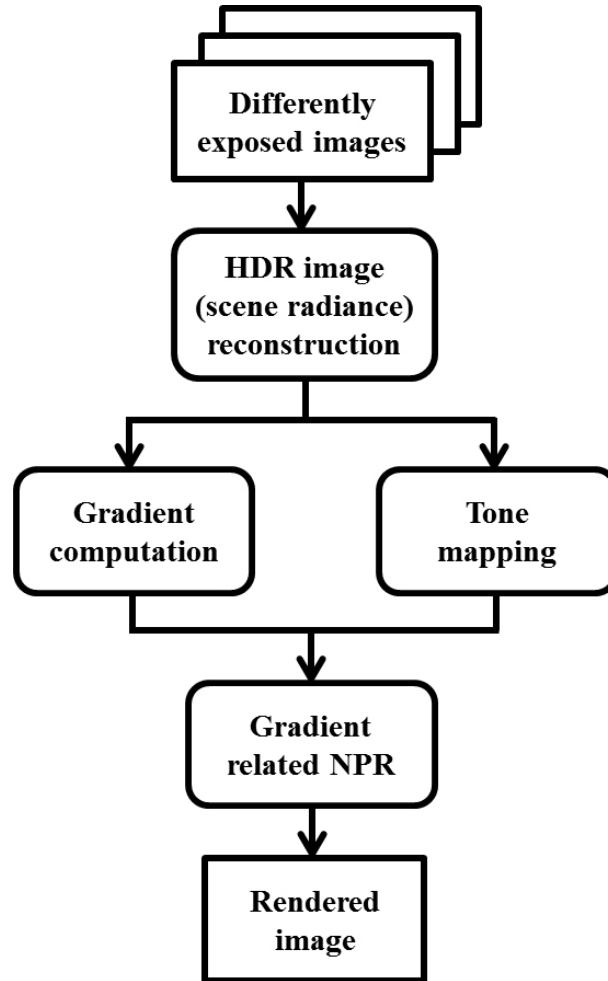 Differently
exposed images
HDR image
(scene radiance)
reconstruction
Gradient
computation
Tone
mapping
Gradient
related NPR
Rendered
image